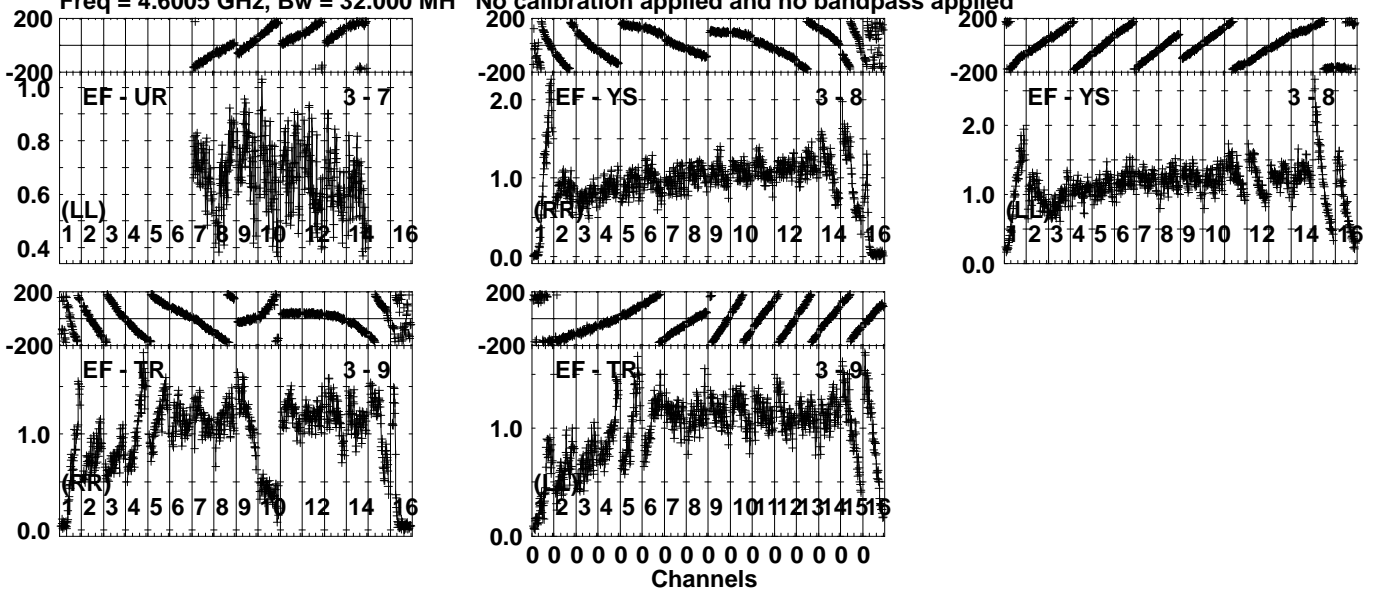 Freq = 4.6005 GHz, Bw = 32.000 MH No calibration applied and no bandpass applied
200
-200
1.0
0.8
0.6
0.4
EF - UR 3 - 7
(LL)
1 2 3 4 5 6 7 8 9 10 12 14 16
200
-200
2.0
1.0
0.0
EF - YS 3 - 8
(RR)
1 2 3 4 5 6 7 8 9 10 12 14 16
200
-200
2.0
1.0
0.0
EF - YS 3 - 8
(LL)
1 2 3 4 5 6 7 8 9 10 12 14 16
200
-200
1.0
0.0
EF - TR 3 - 9
(RR)
1 2 3 4 5 6 7 8 9 10 12 14 16
200
-200
1.0
0.0
EF - TR 3 - 9
(LL)
1 2 3 4 5 6 7 8 9 10 11 12 13 14 15 16
0 0 0 0 0 0 0 0 0 0 0 0 0 0 0 0
Channels